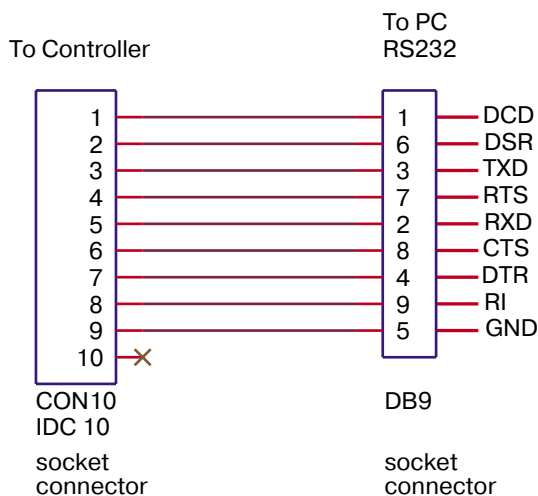 To PC
RS232
To Controller
1 1 DCD
2 6 DSR
3 3 TXD
4 7 RTS
5 2 RXD
6 8 CTS
7 4 DTR
8 9 RI
9 5 GND
10
CON10
IDC 10
DB9
socket
connector
socket
connector